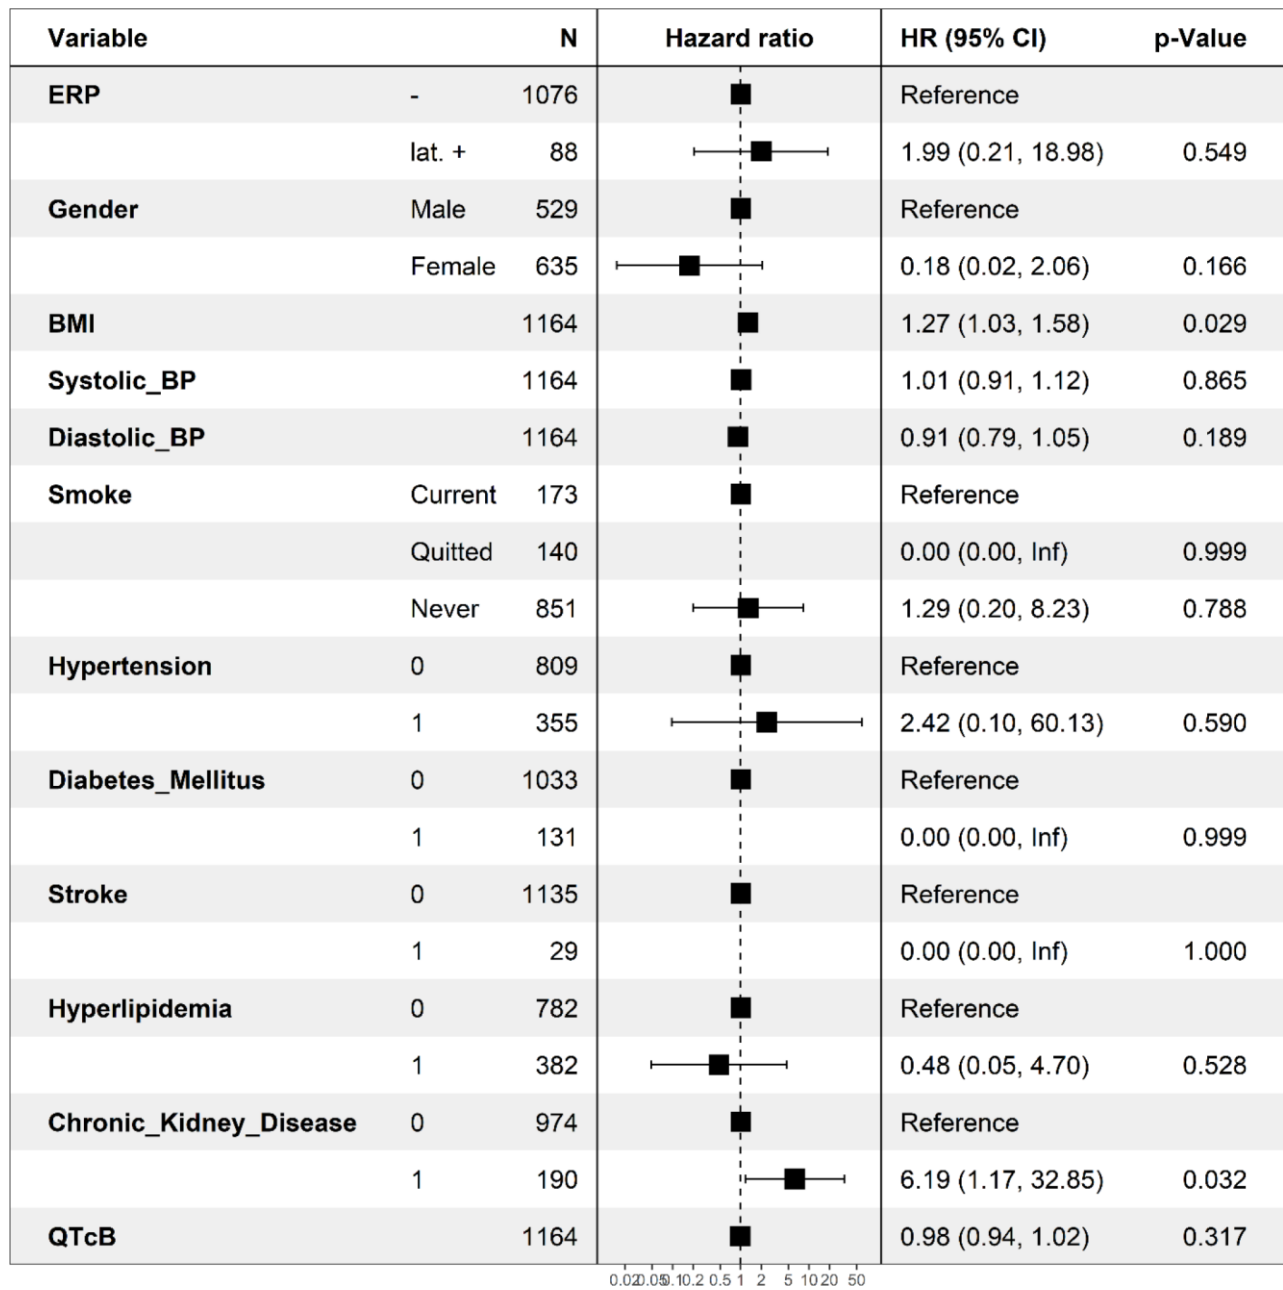 Variable N Hazard ratio HR (95% CI) p-Value
ERP - 1076 Reference
lat. + 88 1.99 (0.21, 18.98) 0.549
Gender Male 529 Reference
Female 635 0.18 (0.02, 2.06) 0.166
BMI 1164 1.27 (1.03, 1.58) 0.029
Systolic_BP 1164 1.01 (0.91, 1.12) 0.865
Diastolic_BP 1164 0.91 (0.79, 1.05) 0.189
Smoke Current 173 Reference
Quitted 140 0.00 (0.00, Inf) 0.999
Never 851 1.29 (0.20, 8.23) 0.788
Hypertension 0 809 Reference
1 355 2.42 (0.10, 60.13) 0.590
Diabetes_Mellitus 0 1033 Reference
1 131 0.00 (0.00, Inf) 0.999
Stroke 0 1135 Reference
1 29 0.00 (0.00, Inf) 1.000
Hyperlipidemia 0 782 Reference
1 382 0.48 (0.05, 4.70) 0.528
Chronic_Kidney_Disease 0 974 Reference
1 190 6.19 (1.17, 32.85) 0.032
QTcB 1164 0.98 (0.94, 1.02) 0.317
0.02 0.05 0.1 0.2 0.5 1 2 5 10 20 50